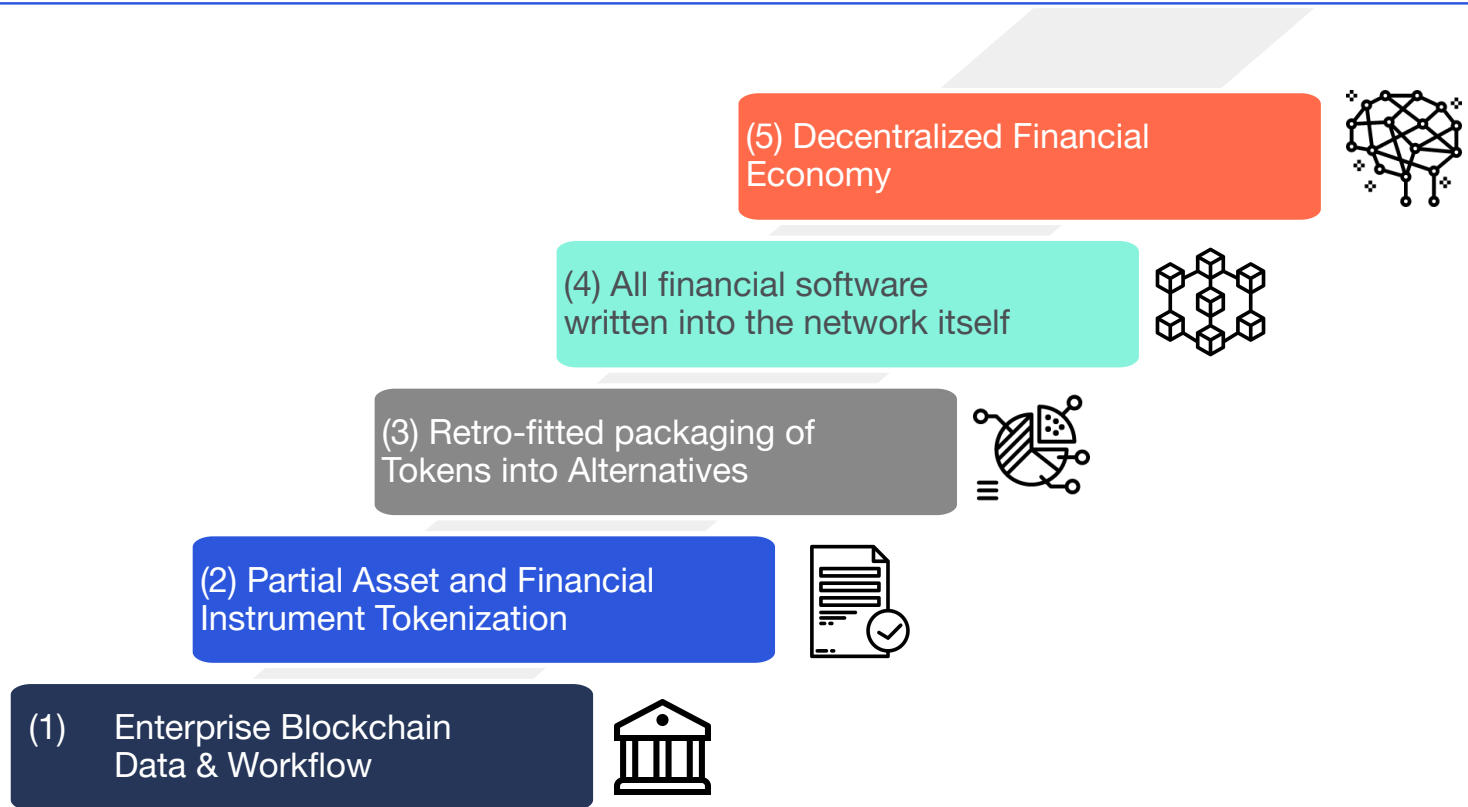 (5) Decentralized Financial
Economy
(4) All financial software
written into the network itself
(3) Retro-fitted packaging of
Tokens into Alternatives
(2) Partial Asset and Financial
Instrument Tokenization
(1) Enterprise Blockchain
Data & Workflow